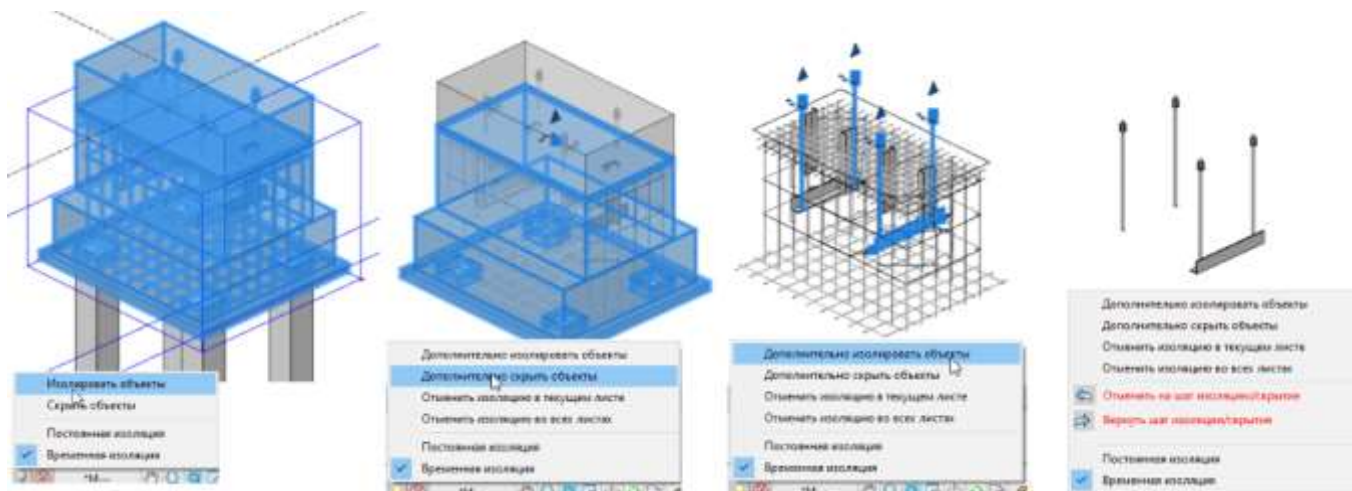 Изолировать объекты
Скрыть объекты
Постоянная изоляция
Временная изоляция
Дополнительно изолировать объекты
Дополнительно скрыть объекты
Отменить изоляцию в текущем листе
Отменить изоляцию во всех листах
Постоянная изоляция
Временная изоляция
Дополнительно изолировать объекты
Дополнительно скрыть объекты
Отменить изоляцию в текущем листе
Отменить изоляцию во всех листах
Постоянная изоляция
Временная изоляция
Дополнительно изолировать объекты
Дополнительно скрыть объекты
Отменить изоляцию в текущем листе
Отменить изоляцию во всех листах
Отменить на шаг изоляцию/скрытие
Вернуть шаг изоляции/скрытия
Постоянная изоляция
Временная изоляция